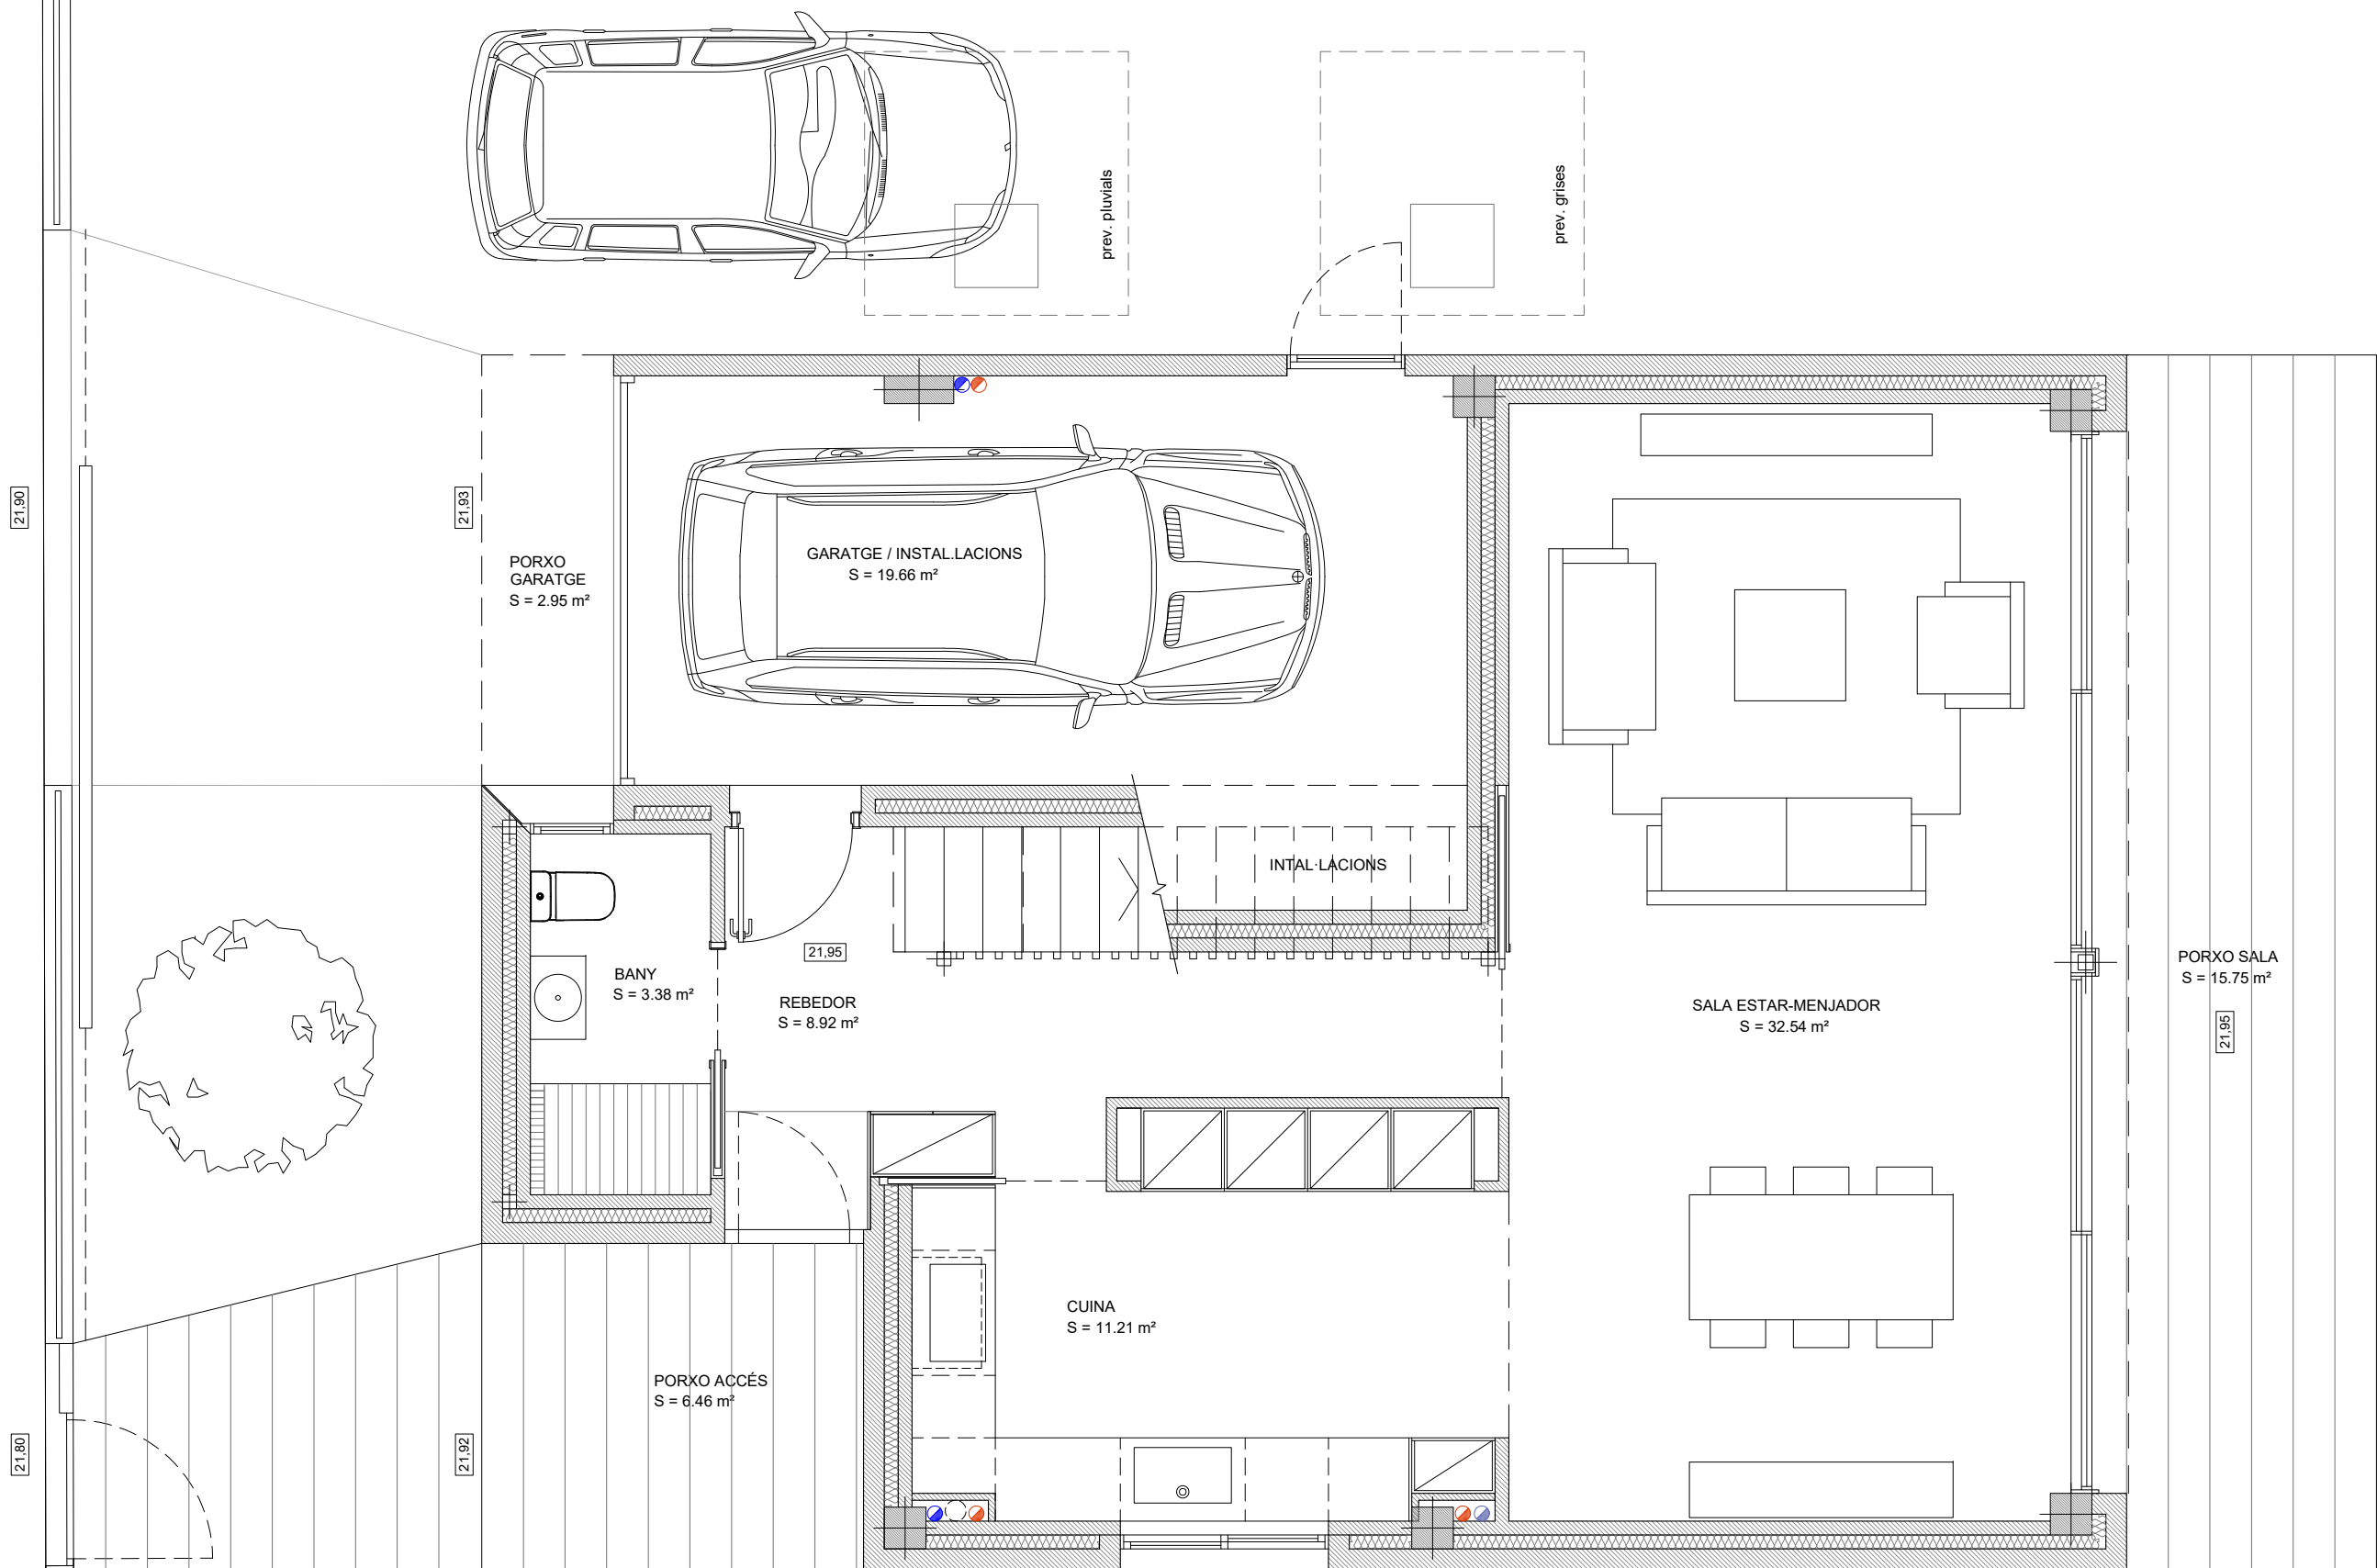 prev. pluvials
prev. grises
21,90
21,93
PORXO
GARATGE
S = 2.95 m²
GARATGE / INSTAL.LACIONS
S = 19.66 m²
INTAL·LACIONS
21,95
BANY
S = 3.38 m²
REBEDOR
S = 8.92 m²
SALA ESTAR-MENJADOR
S = 32.54 m²
PORXO SALA
S = 15.75 m²
21,95
CUINA
S = 11.21 m²
PORXO ACCÉS
S = 6.46 m²
21,80
21,92